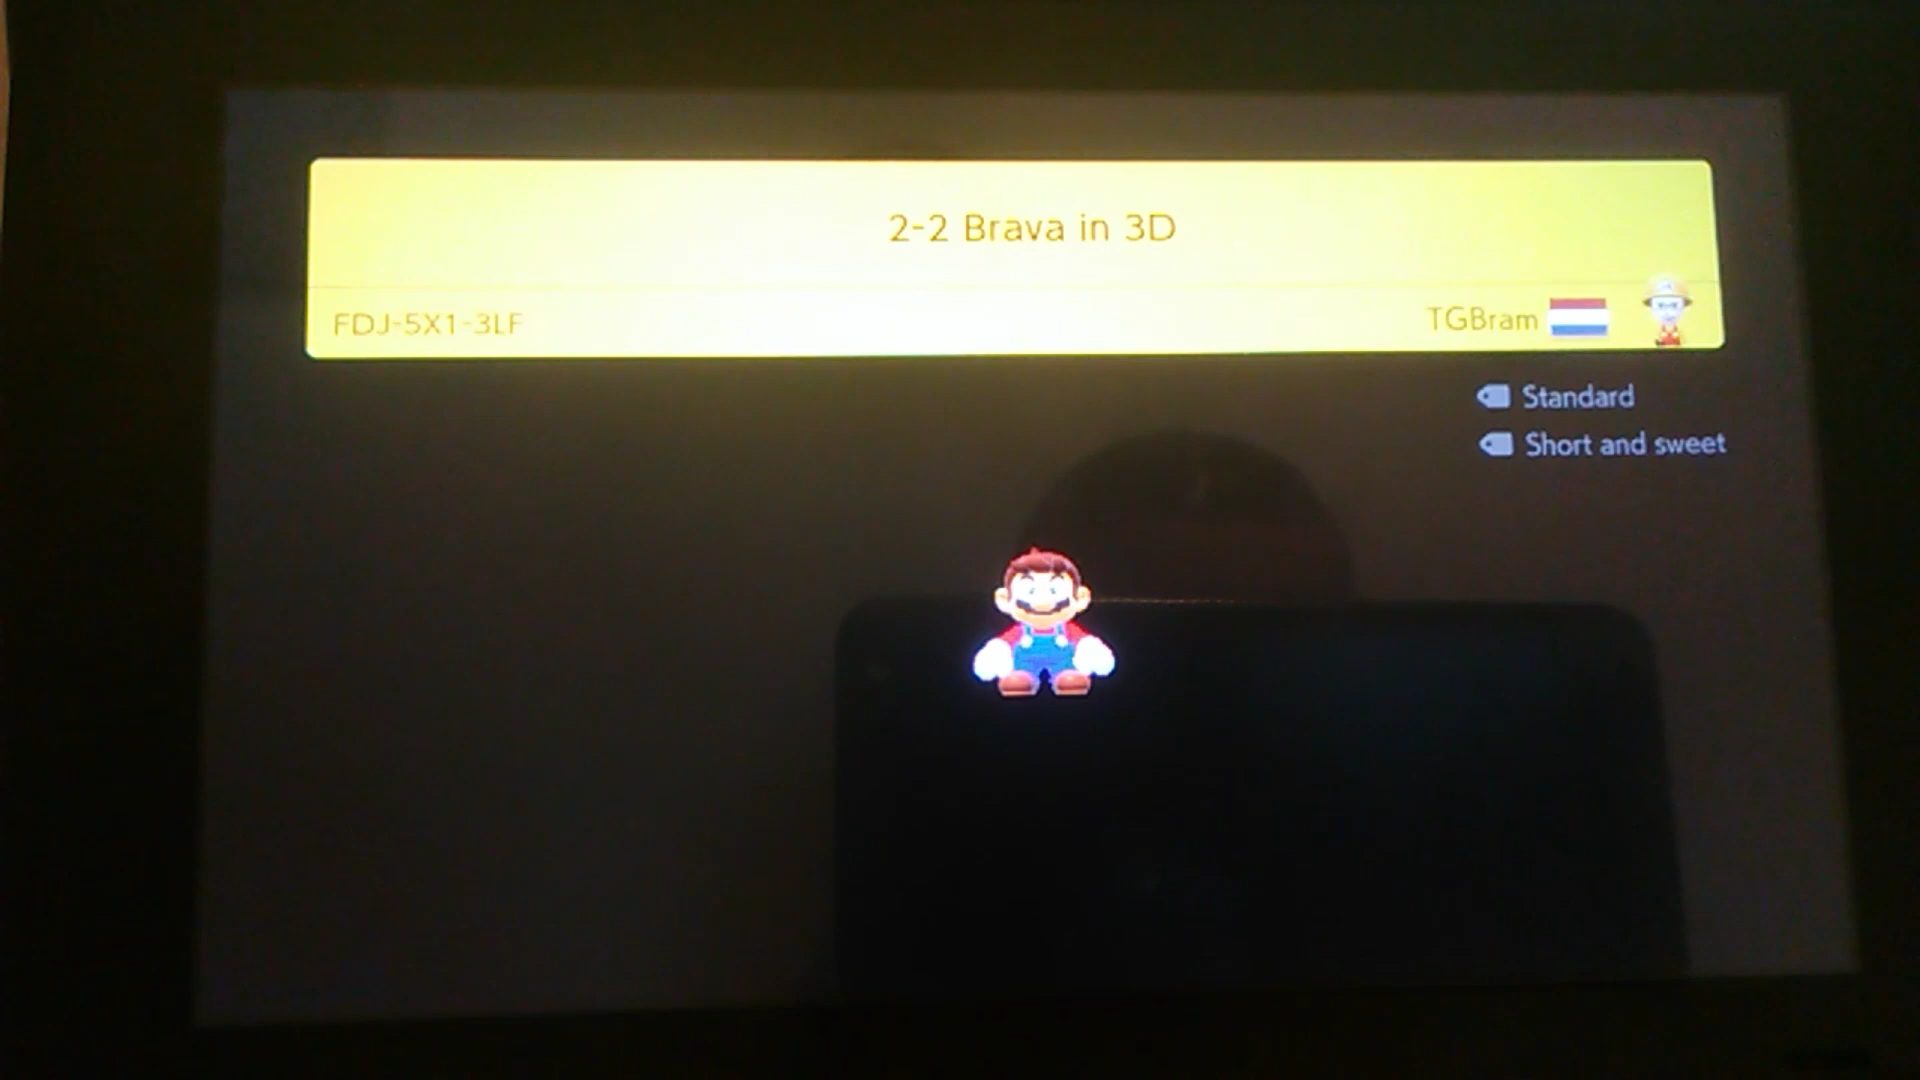 2-2 Brava in 3D
FDJ-5X1-3LF
TGBram
Standard
Short and sweet